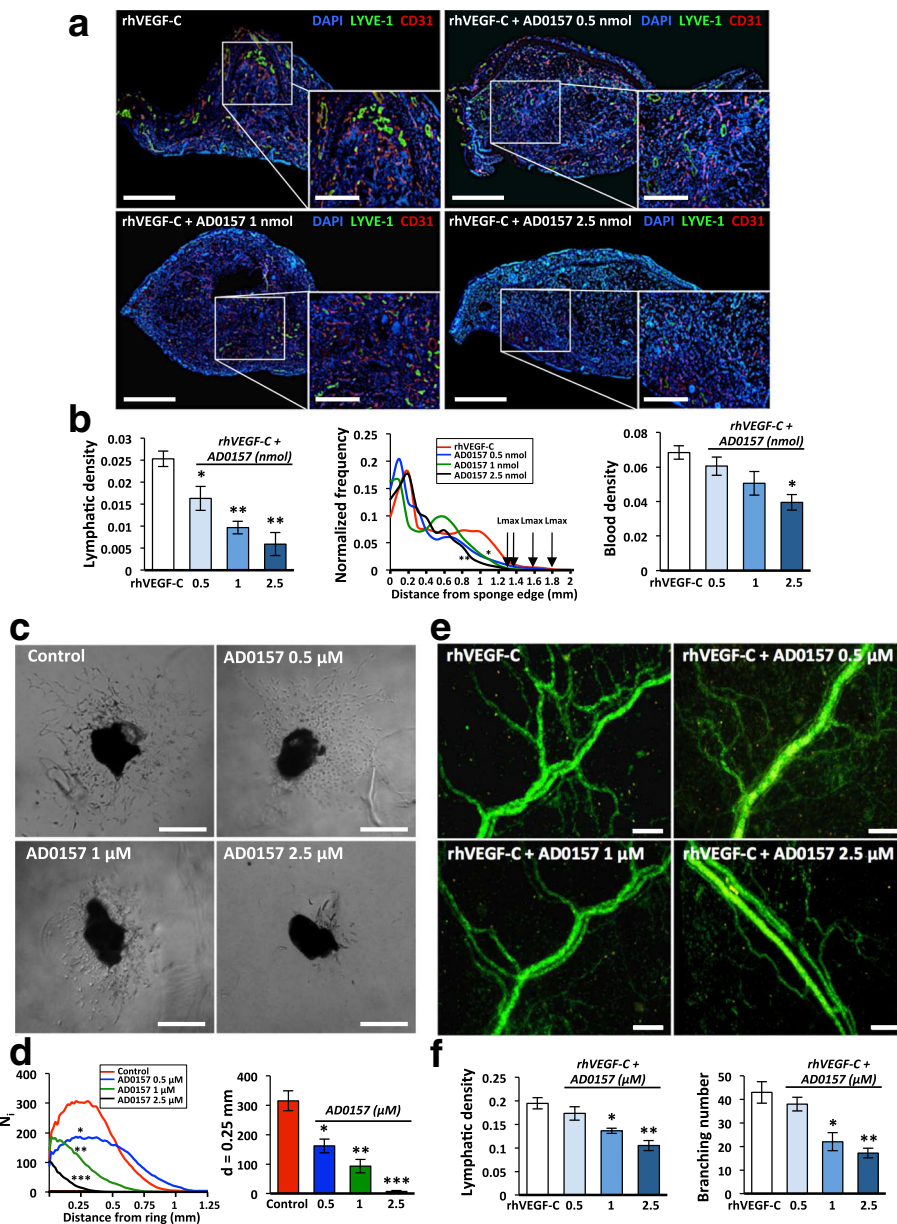 a
rhVEGF-C DAPI LYVE-1 CD31
rhVEGF-C + AD0157 0.5 nmol DAPI LYVE-1 CD31
rhVEGF-C + AD0157 1 nmol DAPI LYVE-1 CD31
rhVEGF-C + AD0157 2.5 nmol DAPI LYVE-1 CD31
b
Lymphatic density
rhVEGF-C +
AD0157 (nmol)
0.03
0.025
0.02
0.015
0.01
0.005
*
**
**
rhVEGF-C 0.5 1 2.5
Normalized frequency
0.25
0.20
0.15
0.10
0.05
0
rhVEGF-C
AD0157 0.5 nmol
AD0157 1 nmol
AD0157 2.5 nmol
Lmax Lmax Lmax
**
*
0 0.2 0.4 0.6 0.8 1 1.2 1.4 1.6 1.8 2
Distance from sponge edge (mm)
Blood density
rhVEGF-C +
AD0157 (nmol)
0.08
0.06
0.04
0.02
0
*
rhVEGF-C 0.5 1 2.5
c
Control
AD0157 0.5 μM
AD0157 1 μM
AD0157 2.5 μM
e
rhVEGF-C
rhVEGF-C + AD0157 0.5 μM
rhVEGF-C + AD0157 1 μM
rhVEGF-C + AD0157 2.5 μM
d
Ni
400
300
200
100
0
Control
AD0157 0.5 μM
AD0157 1 μM
AD0157 2.5 μM
*
**
***
0.25 0.5 0.75 1 1.25
Distance from ring (mm)
d = 0.25 mm
400
300
200
100
0
AD0157 (μM)
*
**
***
Control 0.5 1 2.5
f
Lymphatic density
rhVEGF-C +
AD0157 (μM)
0.2
0.15
0.1
0.05
0
*
**
rhVEGF-C 0.5 1 2.5
Branching number
rhVEGF-C +
AD0157 (μM)
50
40
30
20
10
0
*
**
rhVEGF-C 0.5 1 2.5